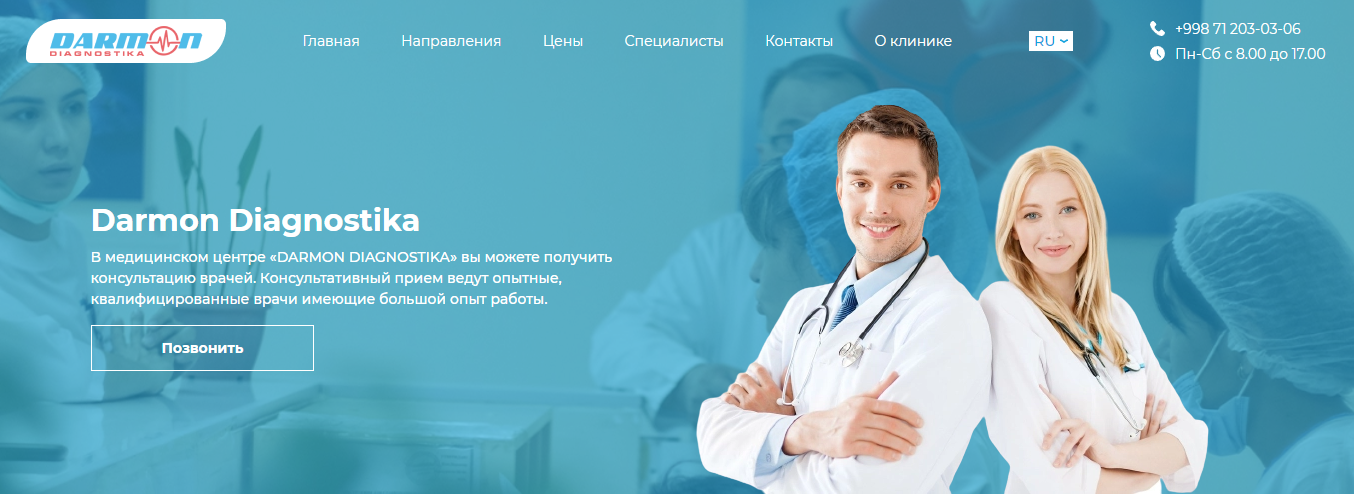 DARMON
DIAGNOSTIKA
Главная Направления Цены Специалисты Контакты О клинике
RU
+998 71 203-03-06
Пн-Сб с 8.00 до 17.00
Darmon Diagnostika
В медицинском центре «DARMON DIAGNOSTIKA» вы можете получить
консультацию врачей. Консультативный прием ведут опытные,
квалифицированные врачи имеющие большой опыт работы.
Позвонить